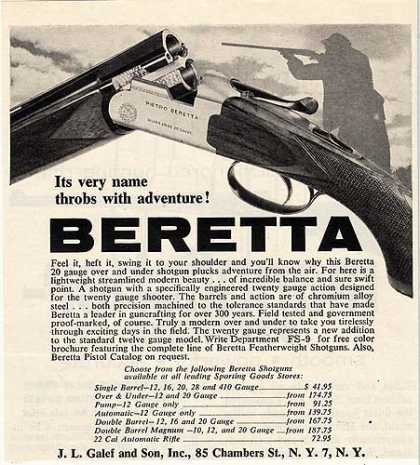 PIETRO BERETTA
Its very name
throbs with adventure!
BERETTA
Feel it, heft it, swing it to your shoulder and you'll know why this Beretta
20 gauge over and under shotgun plucks adventure from the air. For here is a
lightweight streamlined modern beauty . . . of incredible balance and sure swift
point. A shotgun with a specifically engineered twenty gauge action designed
for the twenty gauge shooter. The barrels and action are of chromium alloy
steel . . . both precision machined to the tolerance standards that have made
Beretta a leader in guncrafting for over 300 years. Field tested and government
proof-marked, of course. Truly a modern over and under to take you tirelessly
through exciting days in the field. The twenty gauge represents a new addition
to the standard twelve gauge model. Write Department FS-9 for free color
brochure featuring the complete line of Beretta Featherweight Shotguns. Also,
Beretta Pistol Catalog on request.
Choose from the following Beretta Shotguns
available at all leading Sporting Goods Stores:
Single Barrel—12, 16, 20, 28 and 410 Gauge $ 41.95
Over & Under—12 and 20 Gauge from 174.75
Pump—12 Gauge only from 91.25
Automatic—12 Gauge only from 139.75
Double Barrel—12, 16 and 20 Gauge from 167.75
Double Barrel Magnum—10, 12, and 20 Gauge from 187.75
22 Cal Automatic Rifle 72.95
J. L. Galef and Son, Inc., 85 Chambers St., N. Y. 7, N. Y.